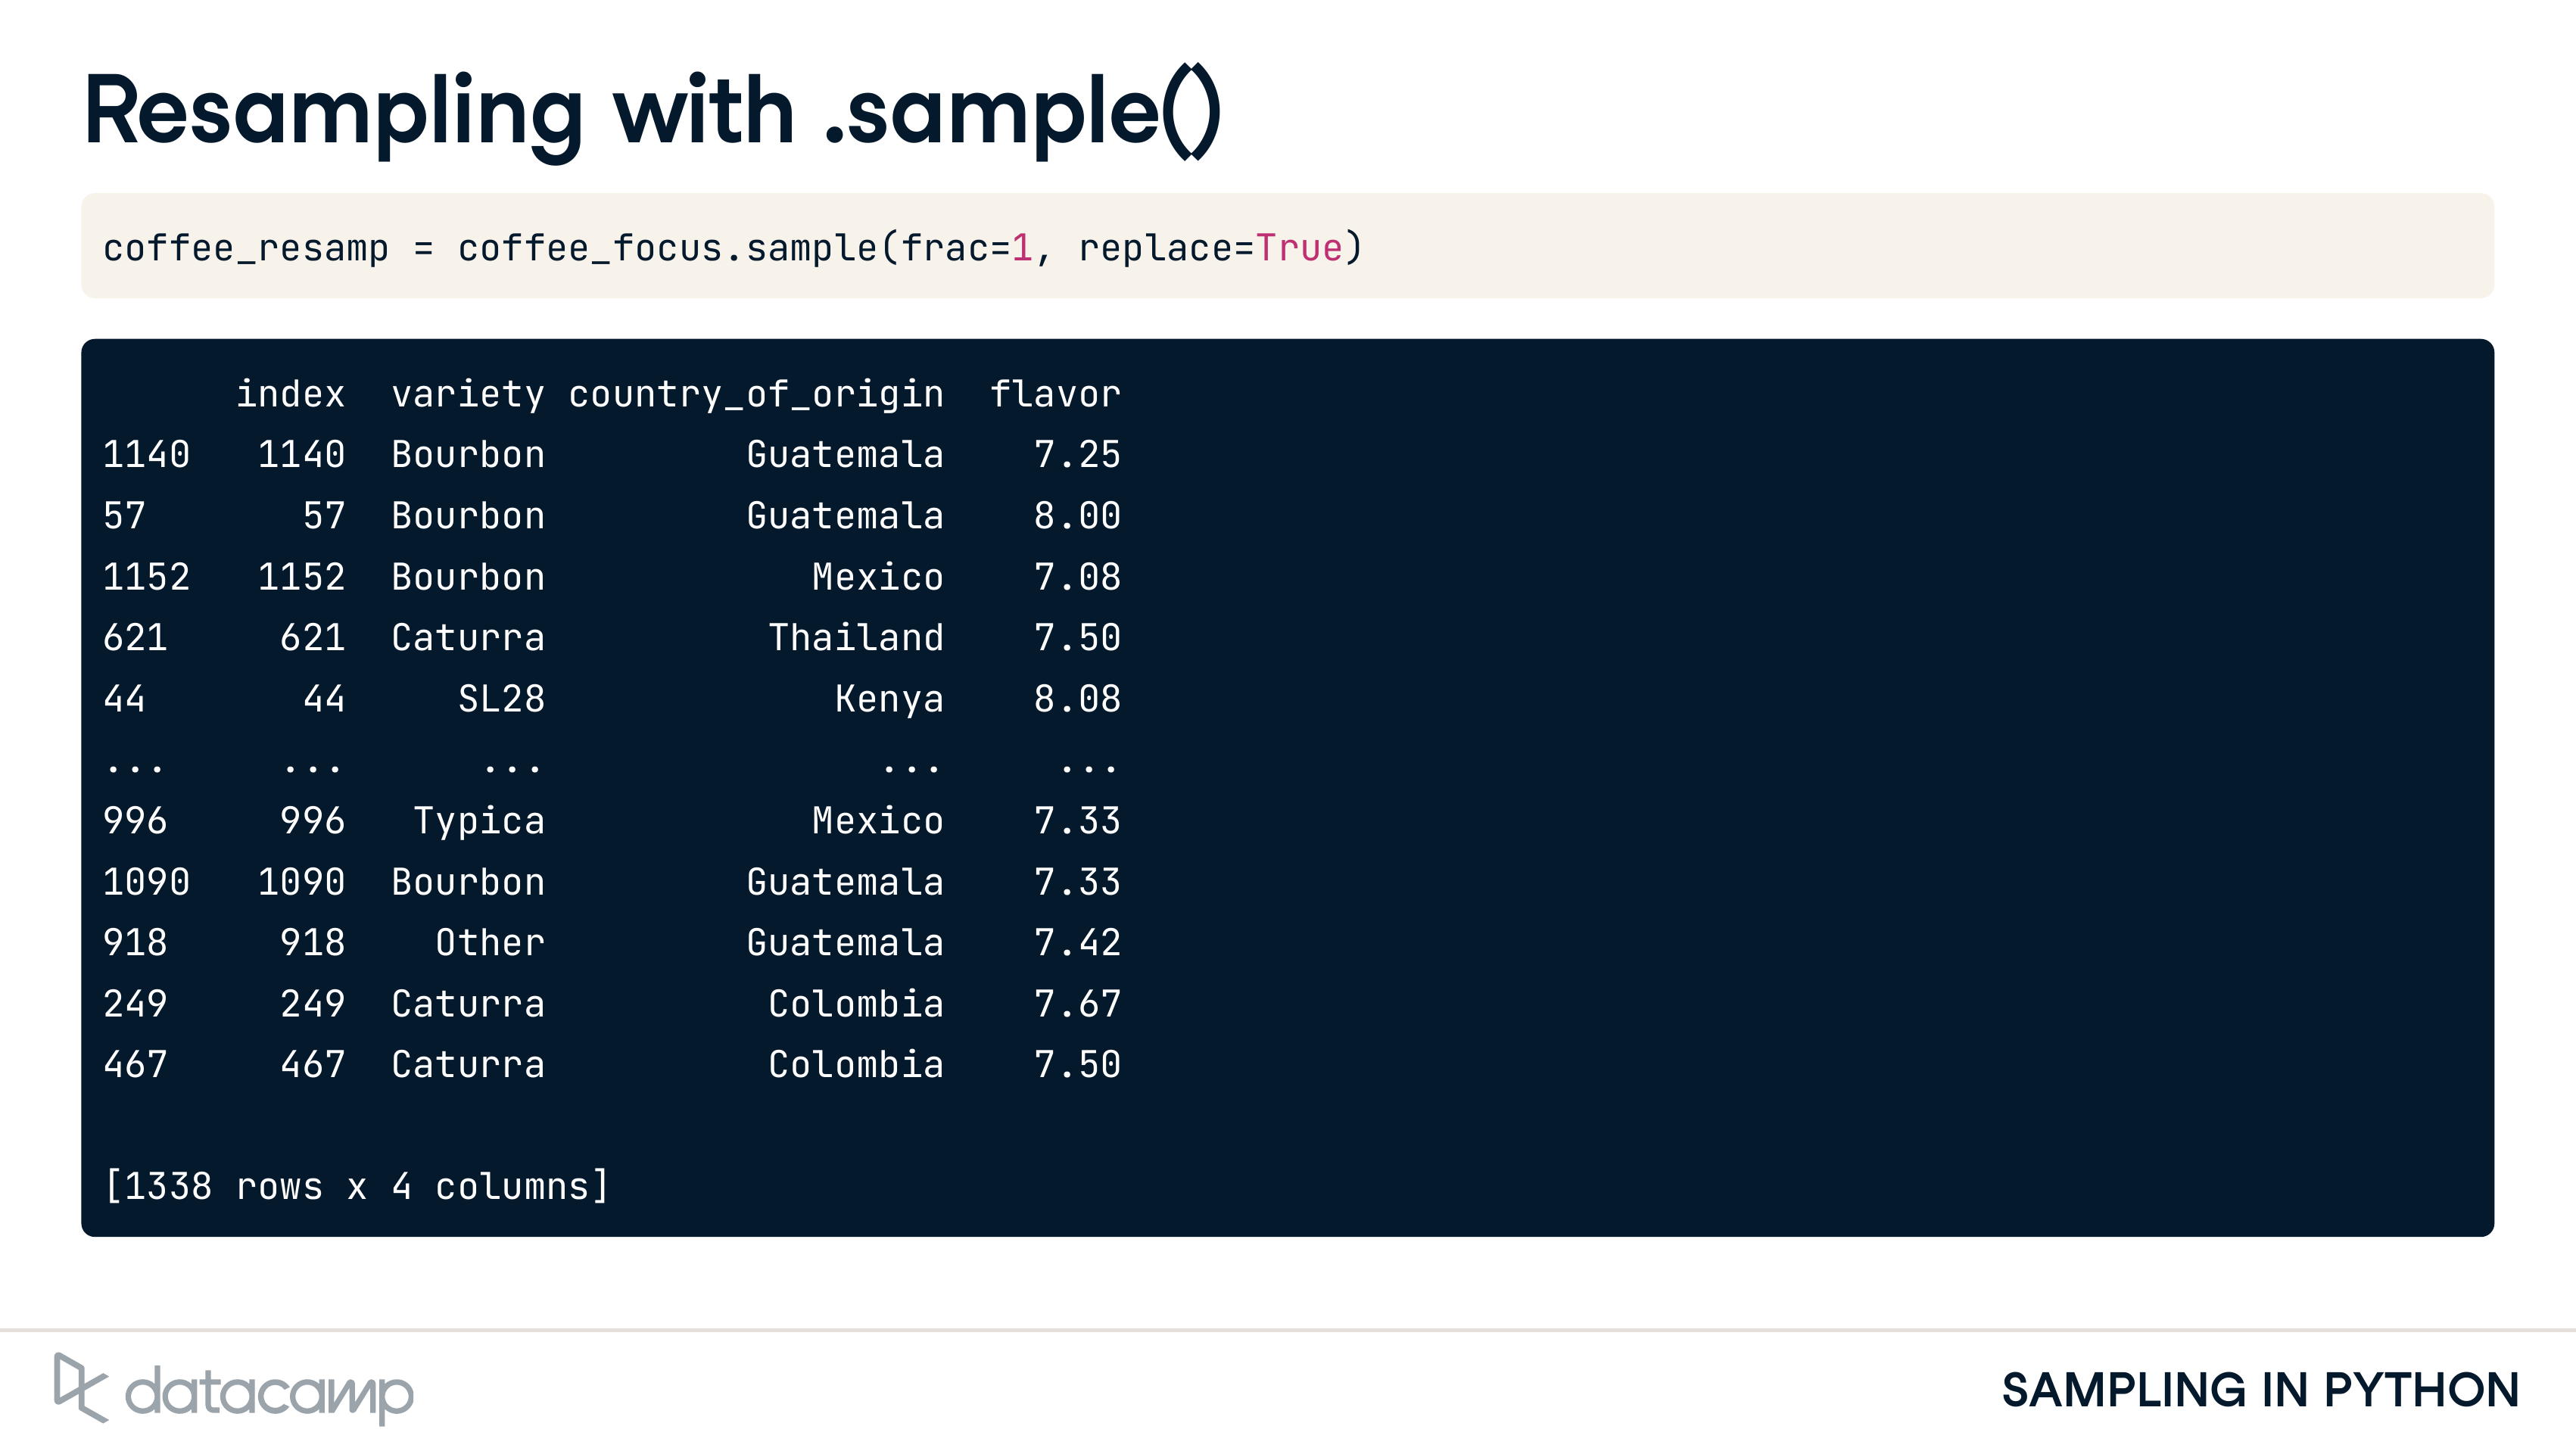 Resampling with .sample()
coffee_resamp = coffee_focus.sample(frac=1, replace=True)
index variety country_of_origin flavor
1140 1140 Bourbon Guatemala 7.25
57 57 Bourbon Guatemala 8.00
1152 1152 Bourbon Mexico 7.08
621 621 Caturra Thailand 7.50
44 44 SL28 Kenya 8.08
... ... ... ... ...
996 996 Typica Mexico 7.33
1090 1090 Bourbon Guatemala 7.33
918 918 Other Guatemala 7.42
249 249 Caturra Colombia 7.67
467 467 Caturra Colombia 7.50
[1338 rows x 4 columns]
datacamp
SAMPLING IN PYTHON